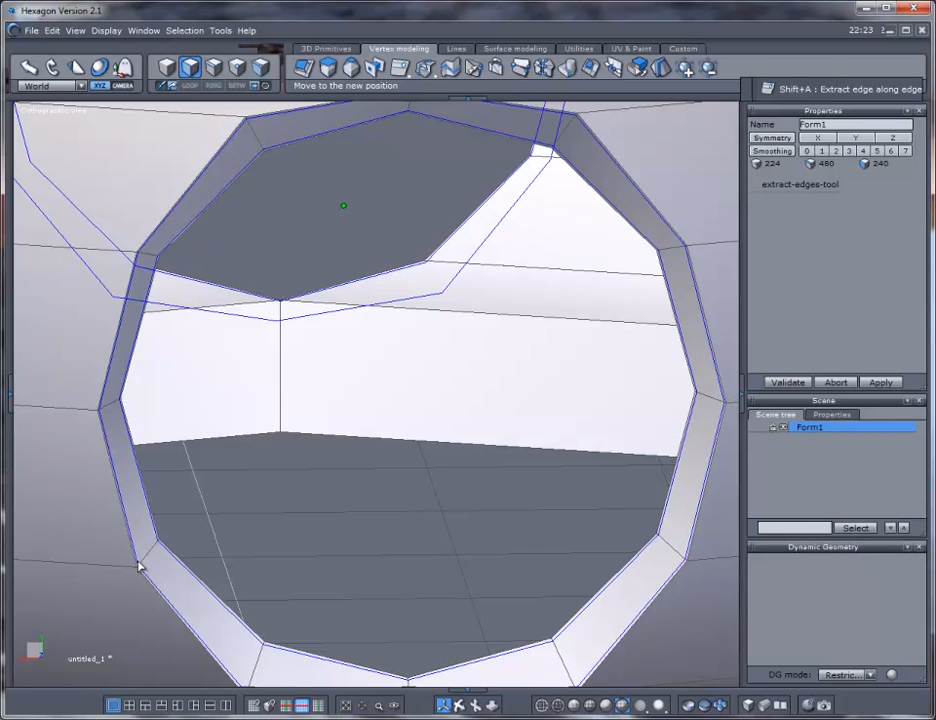 Hexagon Version 2.1
File Edit View Display Window Selection Tools Help
22:23
3D Primitives Vertex modeling Lines Surface modeling Utilities UV & Paint Custom
World XYZ CAMERA LOOP RING BETW
Move to the new position
Shift+A : Extract edge along edge
Properties
Name Form1
Symmetry X Y Z
Smoothing 0 1 2 3 4 5 6 7
224 480 240
extract-edges-tool
Validate Abort Apply
Scene
Scene tree Properties
Form1
Select
Dynamic Geometry
untitled_1 *
DG mode: Restric...